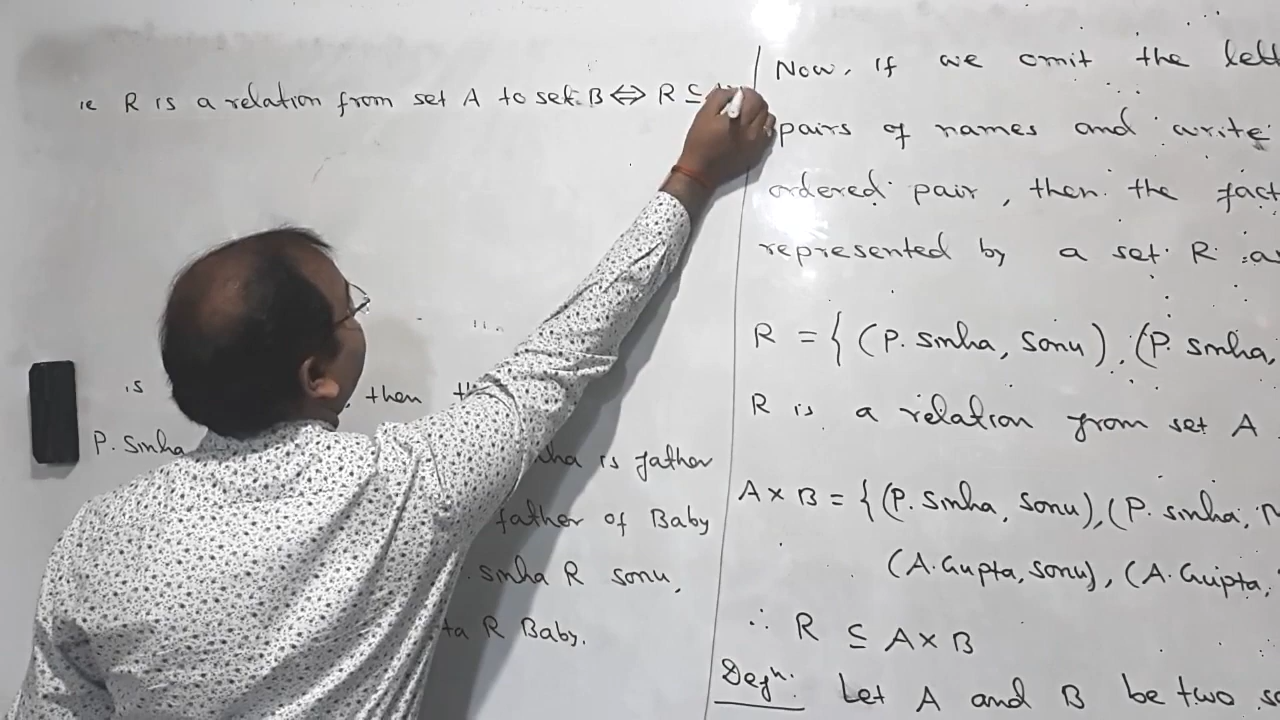 ie R is a relation from set A to set B ⇔ R ⊆
is then
P. Sinha is father
father of Baby
sinha R sonu,
R Baby.
Now, if we omit the
pairs of names and write
ordered pair, then the fact
represented by a set R
R = { (P. Sinha, Sonu), (P. Sinha,
R is a relation from set A
A × B = { (P. Sinha, Sonu), (P. Sinha,
(A. Gupta, Sonu), (A. Gupta,
∴ R ⊆ A × B
Defn. Let A and B be two